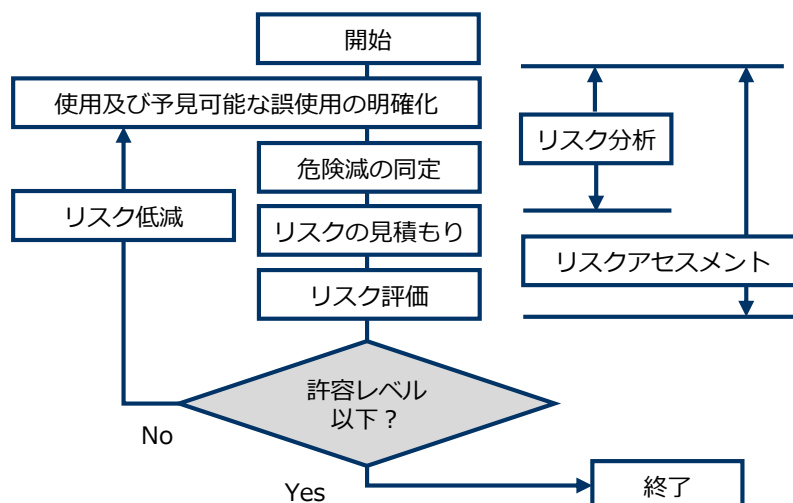 開始
使用及び予見可能な誤使用の明確化
リスク分析
危険減の同定
リスク低減
リスクの見積もり
リスクアセスメント
リスク評価
許容レベル
以下？
No
Yes
終了